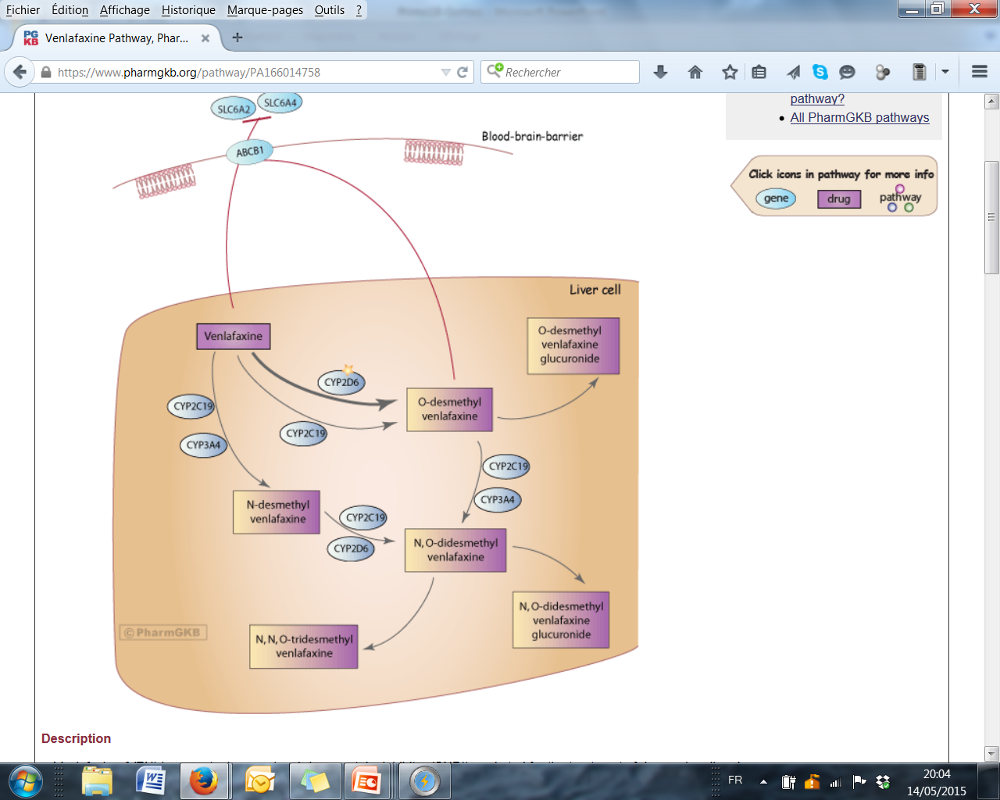 Fichier Édition Affichage Historique Marque-pages Outils ?
PG
KB
Venlafaxine Pathway, Phar...
https://www.pharmgkb.org/pathway/PA166014758
Rechercher
SLC6A2
SLC6A4
ABCB1
Blood-brain-barrier
pathway?
All PharmGKB pathways
Click icons in pathway for more info
gene
drug
pathway
Liver cell
Venlafaxine
O-desmethyl
venlafaxine
glucuronide
CYP2D6
O-desmethyl
venlafaxine
CYP2C19
CYP2C19
CYP3A4
CYP2C19
CYP3A4
N-desmethyl
venlafaxine
CYP2C19
CYP2D6
N,O-didesmethyl
venlafaxine
N,O-didesmethyl
venlafaxine
glucuronide
N,N,O-tridesmethyl
venlafaxine
©PharmGKB
Description
FR
20:04
14/05/2015